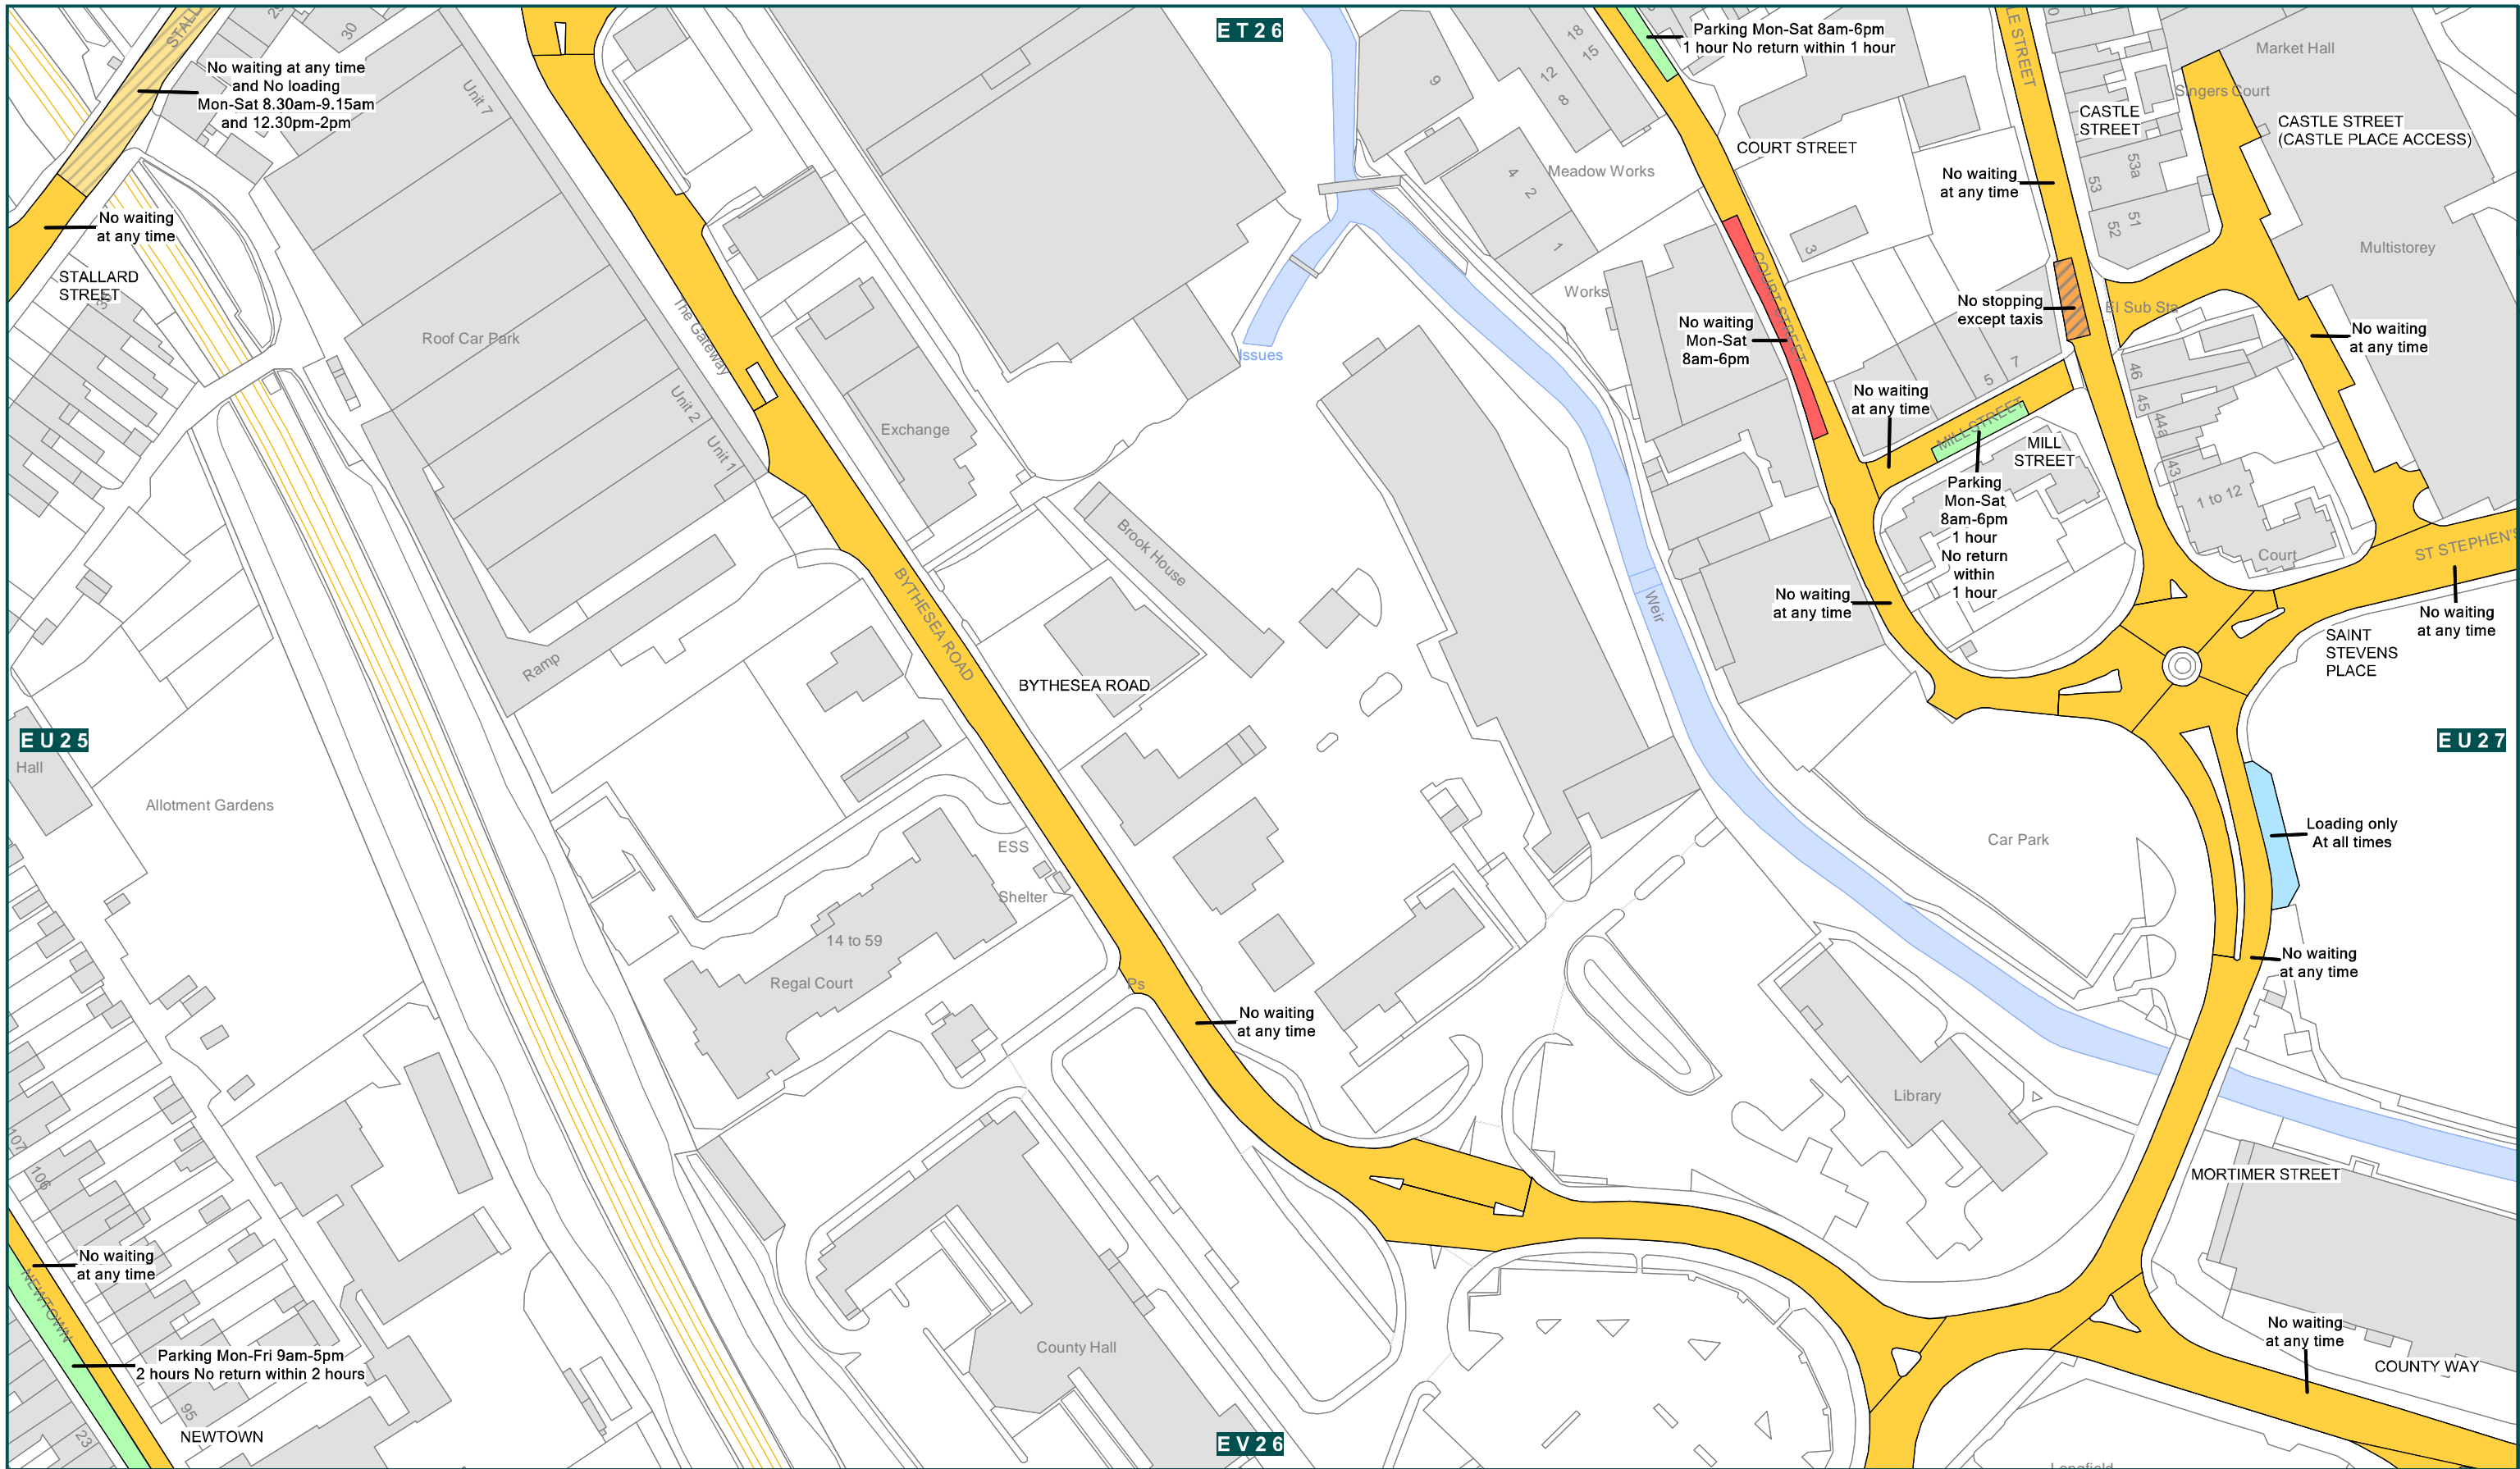 ET26
STALL
29
30
No waiting at any time
and No loading
Mon-Sat 8.30am-9.15am
and 12.30pm-2pm
No waiting
at any time
STALLARD
STREET
Unit 7
Roof Car Park
The Gateway
Unit 2
Unit 1
Exchange
Ramp
BYTHESEA ROAD
BYTHESEA ROAD
Brook House
Issues
9
18
15
12
8
4
2
1
Meadow Works
Works
Parking Mon-Sat 8am-6pm
1 hour No return within 1 hour
COURT STREET
COURT STREET
3
No waiting
Mon-Sat
8am-6pm
No waiting
at any time
5
7
MILL STREET
MILL
STREET
Parking
Mon-Sat
8am-6pm
1 hour
No return
within
1 hour
No waiting
at any time
LE STREET
CASTLE
STREET
No waiting
at any time
No stopping
except taxis
53a
53
51
52
Market Hall
Singers Court
CASTLE STREET
(CASTLE PLACE ACCESS)
Multistorey
El Sub Sta
No waiting
at any time
46
45
44a
43
1 to 12
Court
ST STEPHEN'S
No waiting
at any time
SAINT
STEVENS
PLACE
Weir
EU25
EU27
Hall
Allotment Gardens
Car Park
Loading only
At all times
ESS
Shelter
14 to 59
Regal Court
Ps
No waiting
at any time
No waiting
at any time
Library
MORTIMER STREET
107
106
No waiting
at any time
NEWTOWN
Parking Mon-Fri 9am-5pm
2 hours No return within 2 hours
95
23
NEWTOWN
County Hall
No waiting
at any time
COUNTY WAY
EV26